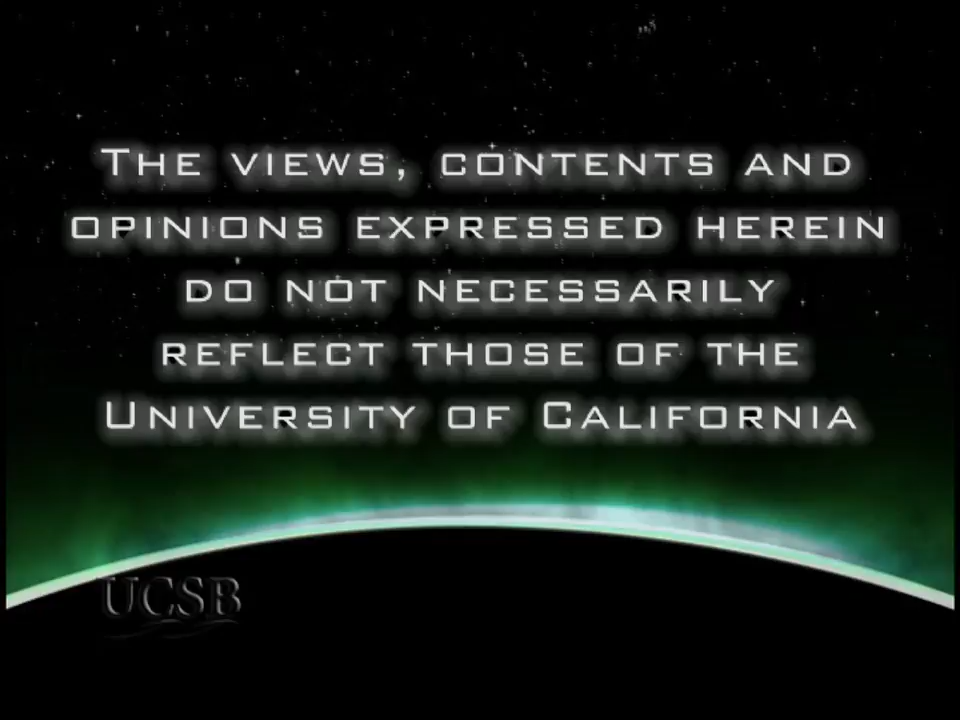 The views, contents and
opinions expressed herein
do not necessarily
reflect those of the
University of California
UCSB